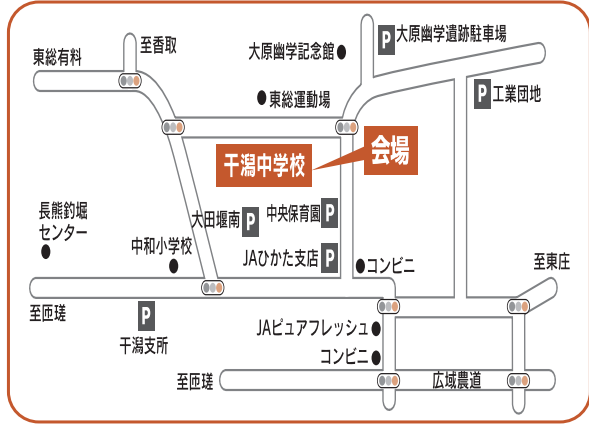 大原幽学遺跡駐車場
P
至香取
大原幽学記念館
東総有料
P
工業団地
東総運動場
会場
干潟中学校
長熊釣堀
センター
大田堰南
P
中央保育園
P
中和小学校
JAひかた支店
P
コンビニ
至東庄
至匝瑳
P
干潟支所
JAピュアフレッシュ
コンビニ
至匝瑳
広域農道